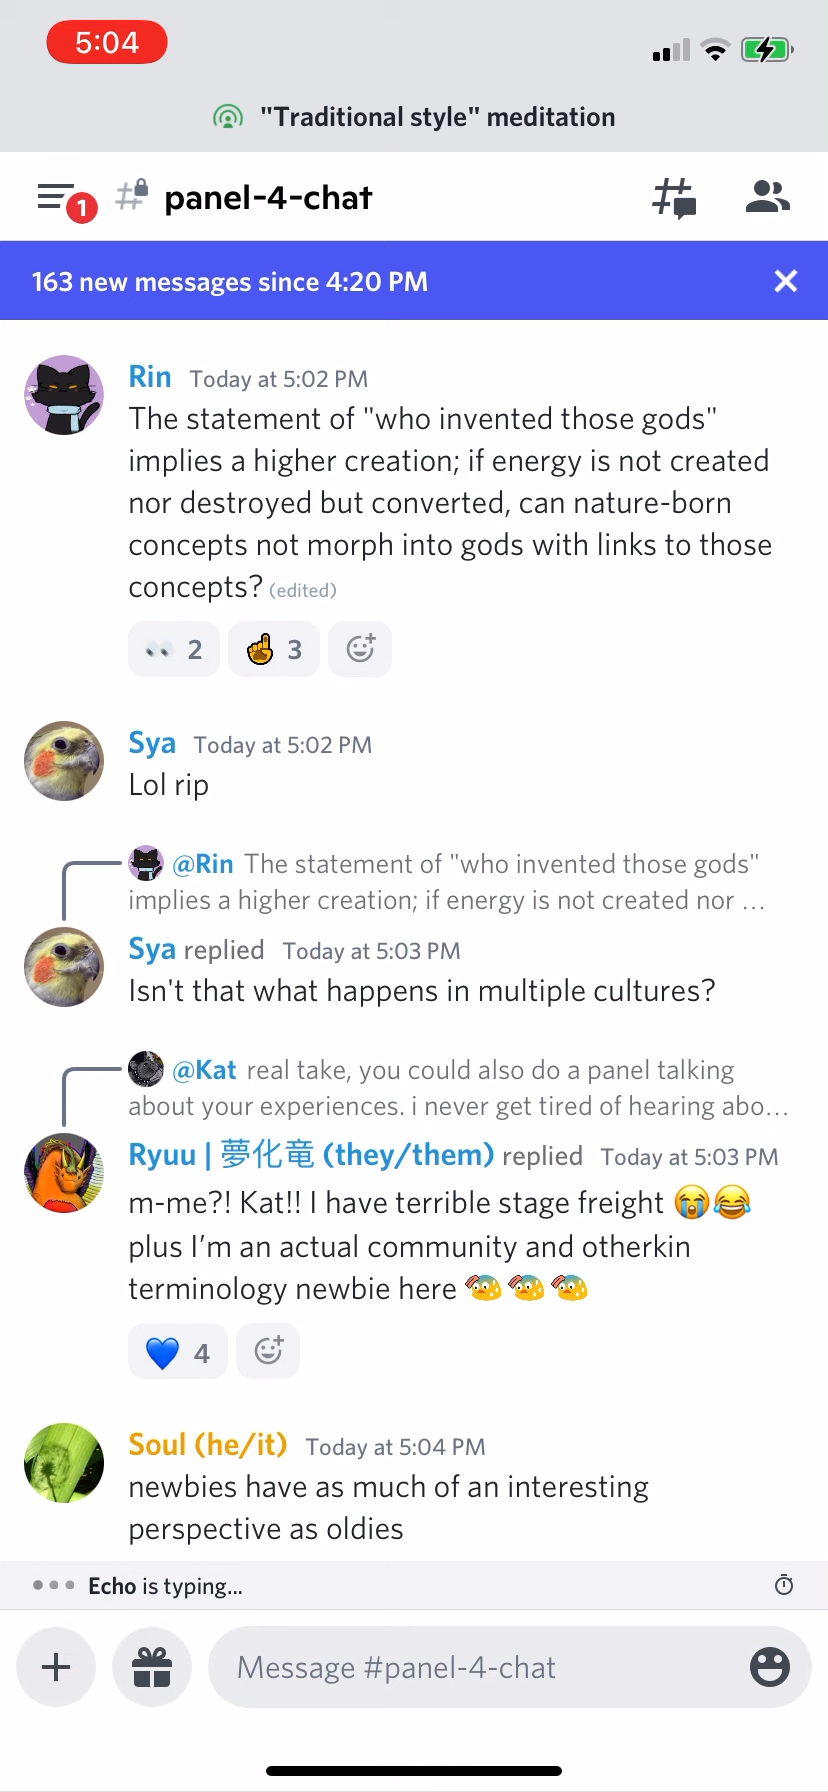 5:04
"Traditional style" meditation
1
panel-4-chat
163 new messages since 4:20 PM
Rin Today at 5:02 PM
The statement of "who invented those gods"
implies a higher creation; if energy is not created
nor destroyed but converted, can nature-born
concepts not morph into gods with links to those
concepts? (edited)
2 3
Sya Today at 5:02 PM
Lol rip
@Rin The statement of "who invented those gods"
implies a higher creation; if energy is not created nor ...
Sya replied Today at 5:03 PM
Isn't that what happens in multiple cultures?
@Kat real take, you could also do a panel talking
about your experiences. i never get tired of hearing abo...
Ryuu | 夢化竜 (they/them) replied Today at 5:03 PM
m-me?! Kat!! I have terrible stage freight 😭😂
plus I’m an actual community and otherkin
terminology newbie here
💙 4
Soul (he/it) Today at 5:04 PM
newbies have as much of an interesting
perspective as oldies
Echo is typing...
Message #panel-4-chat